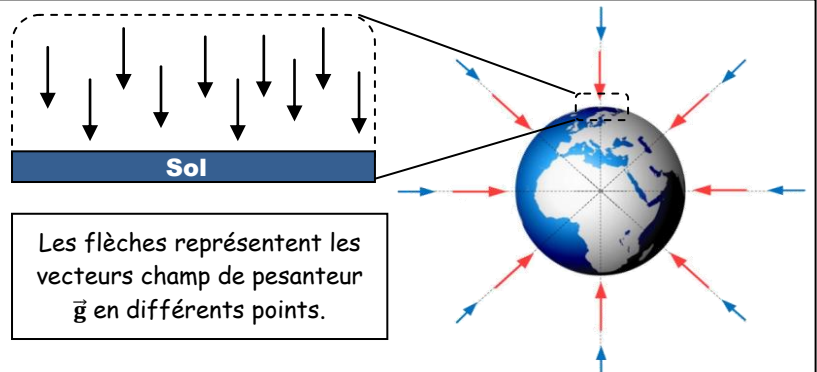 Sol
Les flèches représentent les
vecteurs champ de pesanteur
g⃗ en différents points.